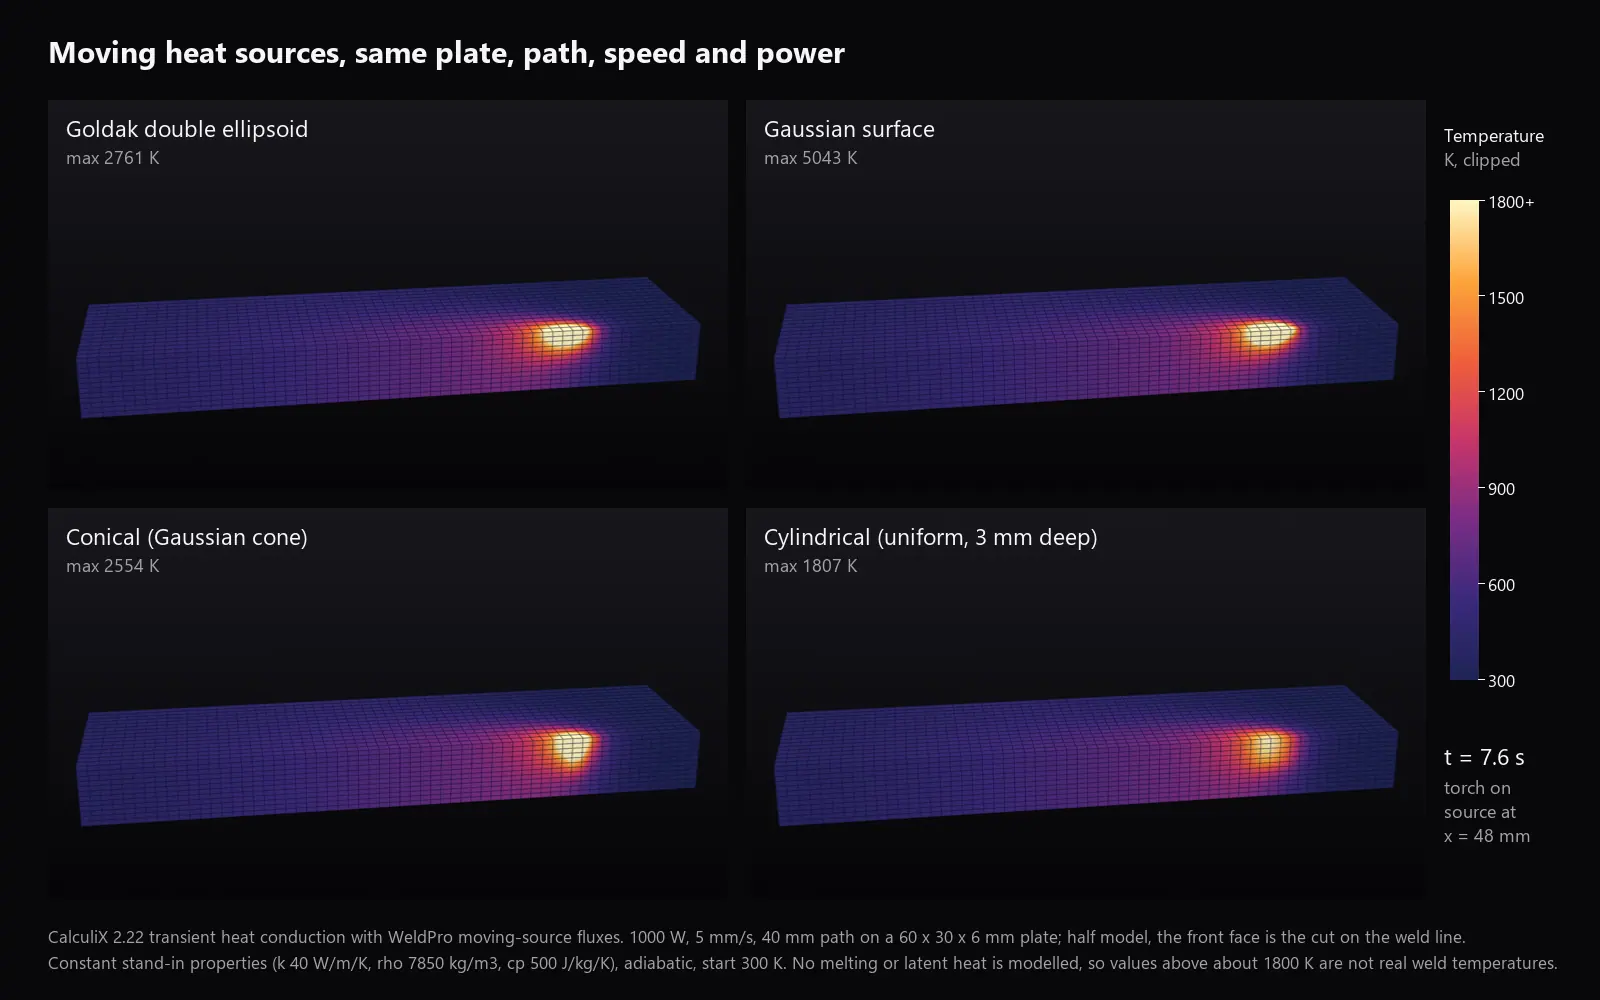 Moving heat sources, same plate, path, speed and power
Goldak double ellipsoid
max 2761 K
Gaussian surface
max 5043 K
Temperature
K, clipped
1800+
1500
1200
900
600
300
Conical (Gaussian cone)
max 2554 K
Cylindrical (uniform, 3 mm deep)
max 1807 K
t = 7.6 s
torch on
source at
x = 48 mm
CalculiX 2.22 transient heat conduction with WeldPro moving-source fluxes. 1000 W, 5 mm/s, 40 mm path on a 60 x 30 x 6 mm plate; half model, the front face is the cut on the weld line.
Constant stand-in properties (k 40 W/m/K, rho 7850 kg/m3, cp 500 J/kg/K), adiabatic, start 300 K. No melting or latent heat is modelled, so values above about 1800 K are not real weld temperatures.